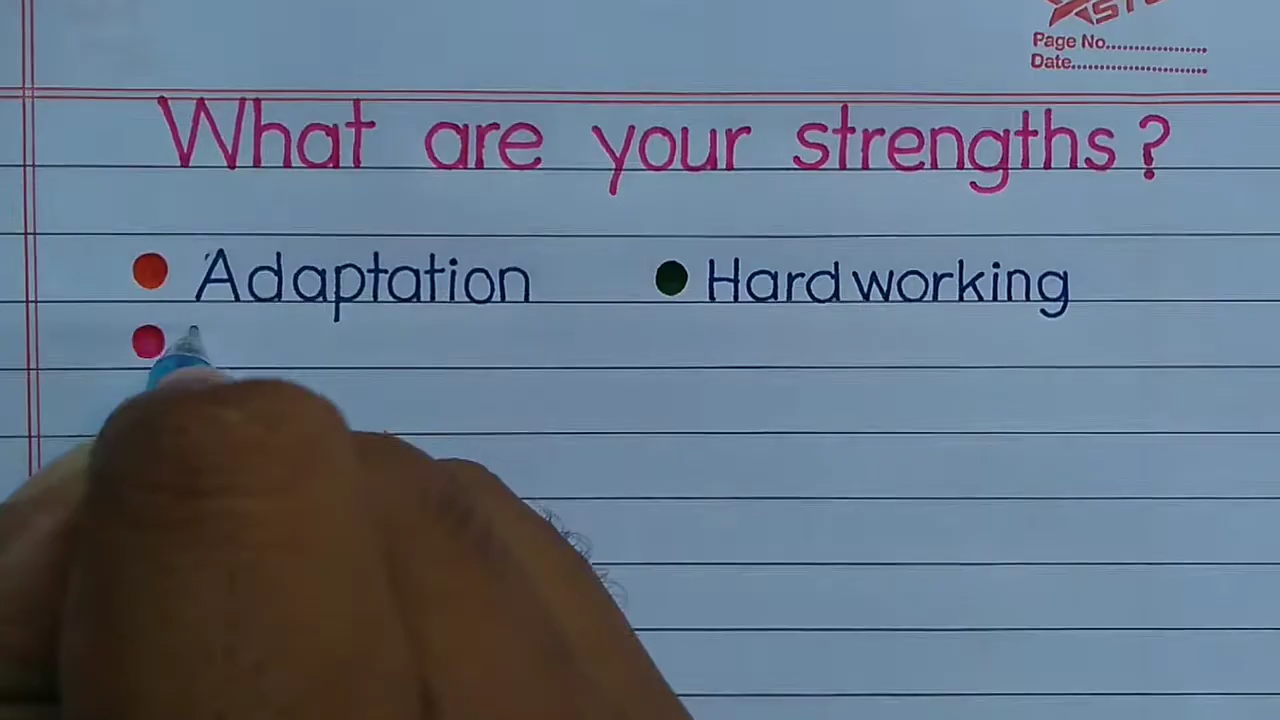 Page No..................
Date........................
What are your strengths?
Adaptation
Hardworking